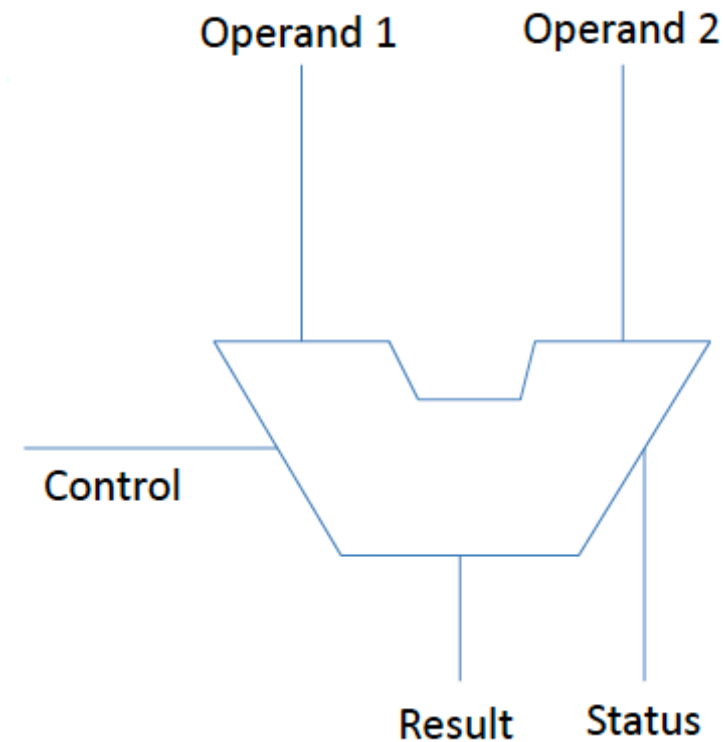 Operand 1
Operand 2
Control
Result
Status